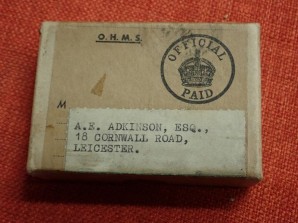 O.H.M.S.
OFFICIAL
PAID
M
A.E. ADKINSON, ESQ.,
18 CORNWALL ROAD,
LEICESTER.